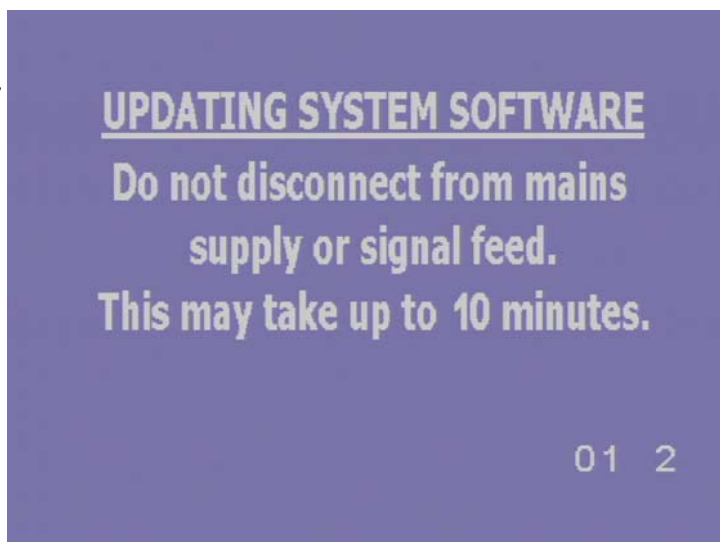 UPDATING SYSTEM SOFTWARE
Do not disconnect from mains
supply or signal feed.
This may take up to 10 minutes.
01 2